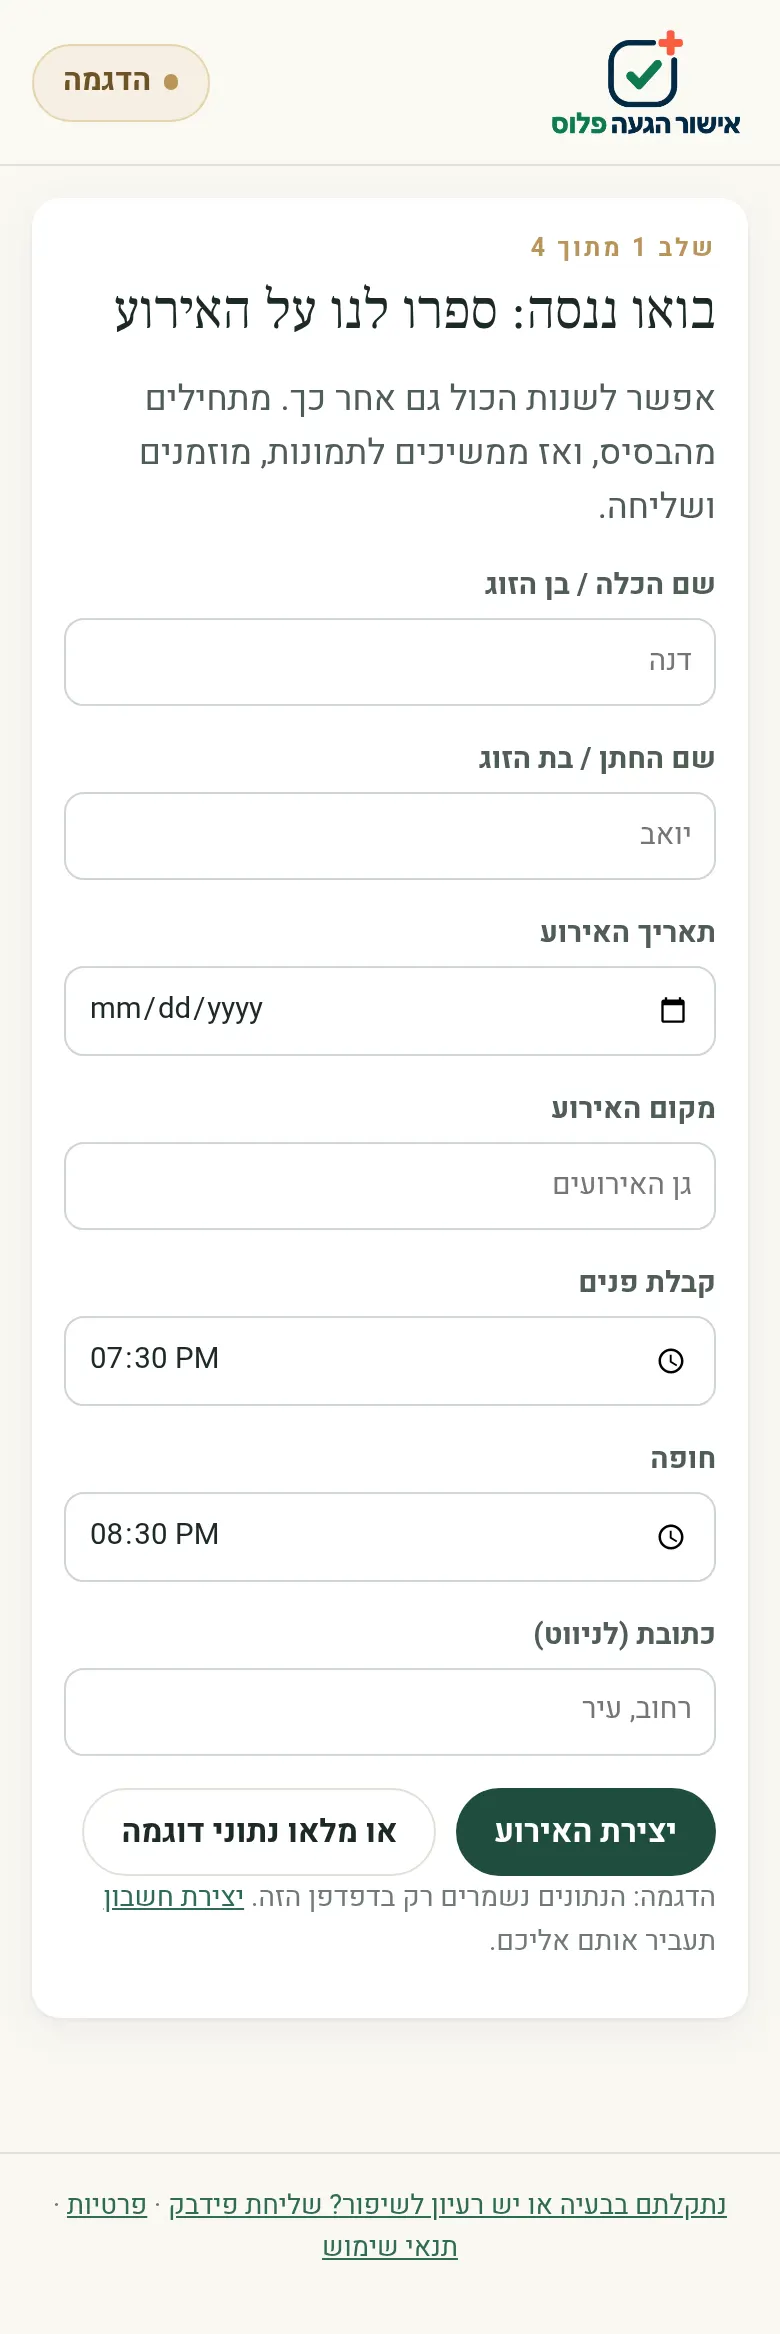 אישור הגעה פלוס
הדגמה
שלב 1 מתוך 4
בואו ננסה: ספרו לנו על האירוע
אפשר לשנות הכול גם אחר כך. מתחילים
מהבסיס, ואז ממשיכים לתמונות, מוזמנים
ושליחה.
שם הכלה / בן הזוג
דנה
שם החתן / בת הזוג
יואב
תאריך האירוע
mm/dd/yyyy
מקום האירוע
גן האירועים
קבלת פנים
07:30 PM
חופה
08:30 PM
כתובת (לניווט)
רחוב, עיר
יצירת האירוע
או מלאו נתוני דוגמה
הדגמה: הנתונים נשמרים רק בדפדפן הזה. יצירת חשבון
תעביר אותם אליכם.
נתקלתם בבעיה או יש רעיון לשיפור? שליחת פידבק · פרטיות ·
תנאי שימוש